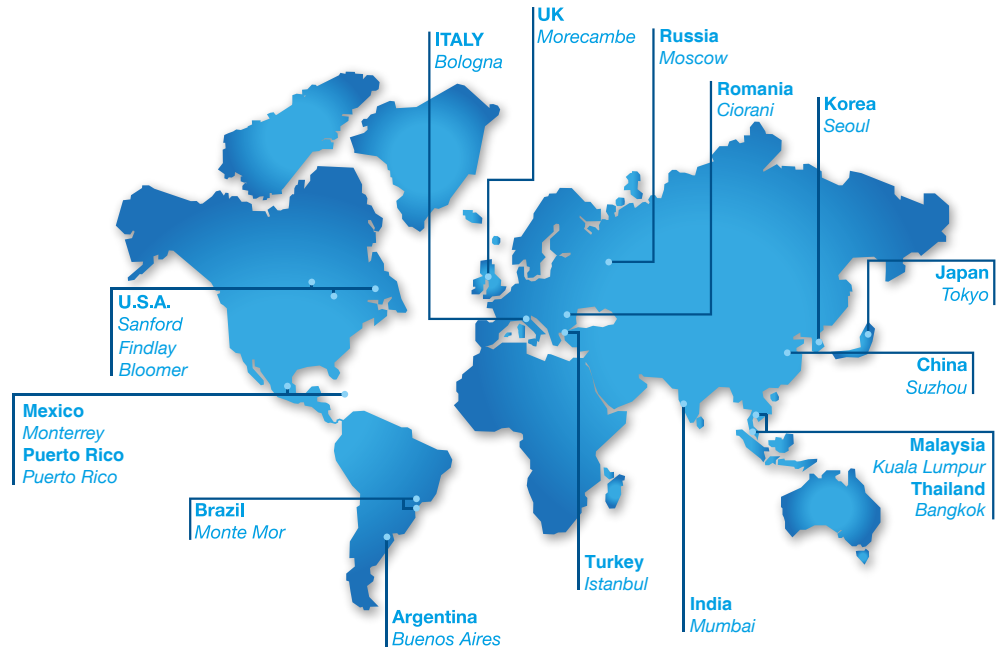 UK
Morecambe
ITALY
Bologna
Russia
Moscow
Romania
Ciorani
Korea
Seoul
Japan
Tokyo
U.S.A.
Sanford
Findlay
Bloomer
China
Suzhou
Mexico
Monterrey
Puerto Rico
Puerto Rico
Malaysia
Kuala Lumpur
Thailand
Bangkok
Brazil
Monte Mor
Turkey
Istanbul
India
Mumbai
Argentina
Buenos Aires